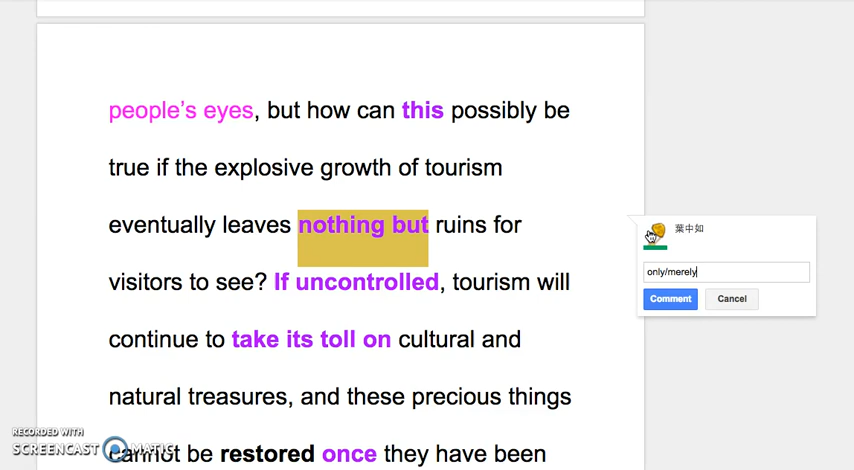 people's eyes, but how can this possibly be
true if the explosive growth of tourism
eventually leaves nothing but ruins for
visitors to see? If uncontrolled, tourism will
continue to take its toll on cultural and
natural treasures, and these precious things
cannot be restored once they have been
葉中如
only/merely
Comment Cancel
RECORDED WITH
SCREENCAST MATIC